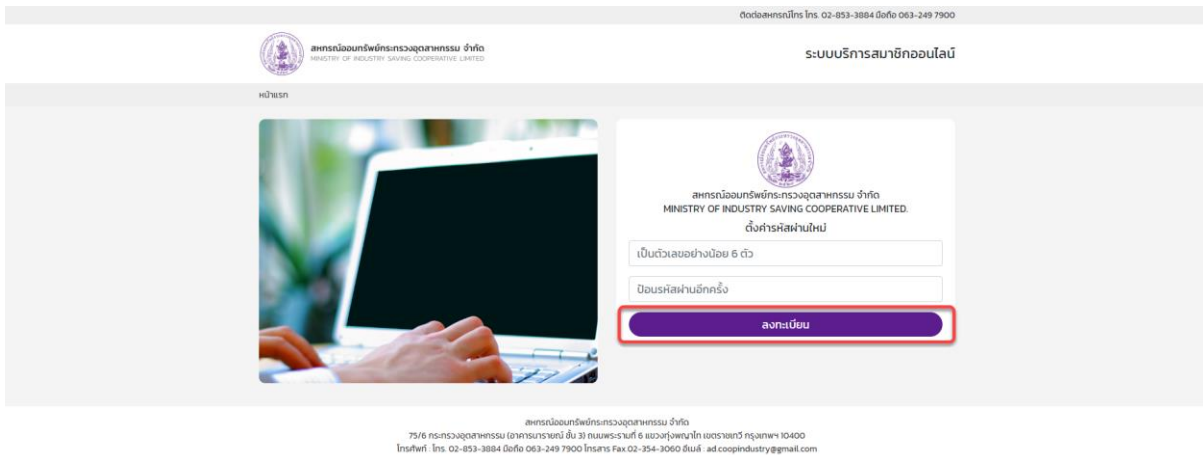 ติดต่อสหกรณ์โทร โทร. 02-853-3884 มือถือ 063-249 7900
สหกรณ์ออมทรัพย์กระทรวงอุตสาหกรรม จำกัด
MINISTRY OF INDUSTRY SAVING COOPERATIVE LIMITED
ระบบบริการสมาชิกออนไลน์
หน้าแรก
สหกรณ์ออมทรัพย์กระทรวงอุตสาหกรรม จำกัด
MINISTRY OF INDUSTRY SAVING COOPERATIVE LIMITED.
ตั้งค่ารหัสผ่านใหม่
เป็นตัวเลขอย่างน้อย 6 ตัว
ป้อนรหัสผ่านอีกครั้ง
ลงทะเบียน
สหกรณ์ออมทรัพย์กระทรวงอุตสาหกรรม จำกัด
75/6 กระทรวงอุตสาหกรรม (อาคารนารายณ์ ชั้น 3) ถนนพระรามที่ 6 แขวงทุ่งพญาไท เขตราชเทวี กรุงเทพฯ 10400
โทรศัพท์ : โทร. 02-853-3884 มือถือ 063-249 7900 โทรสาร Fax.02-354-3060 อีเมล์ : ad.coopindustry@gmail.com